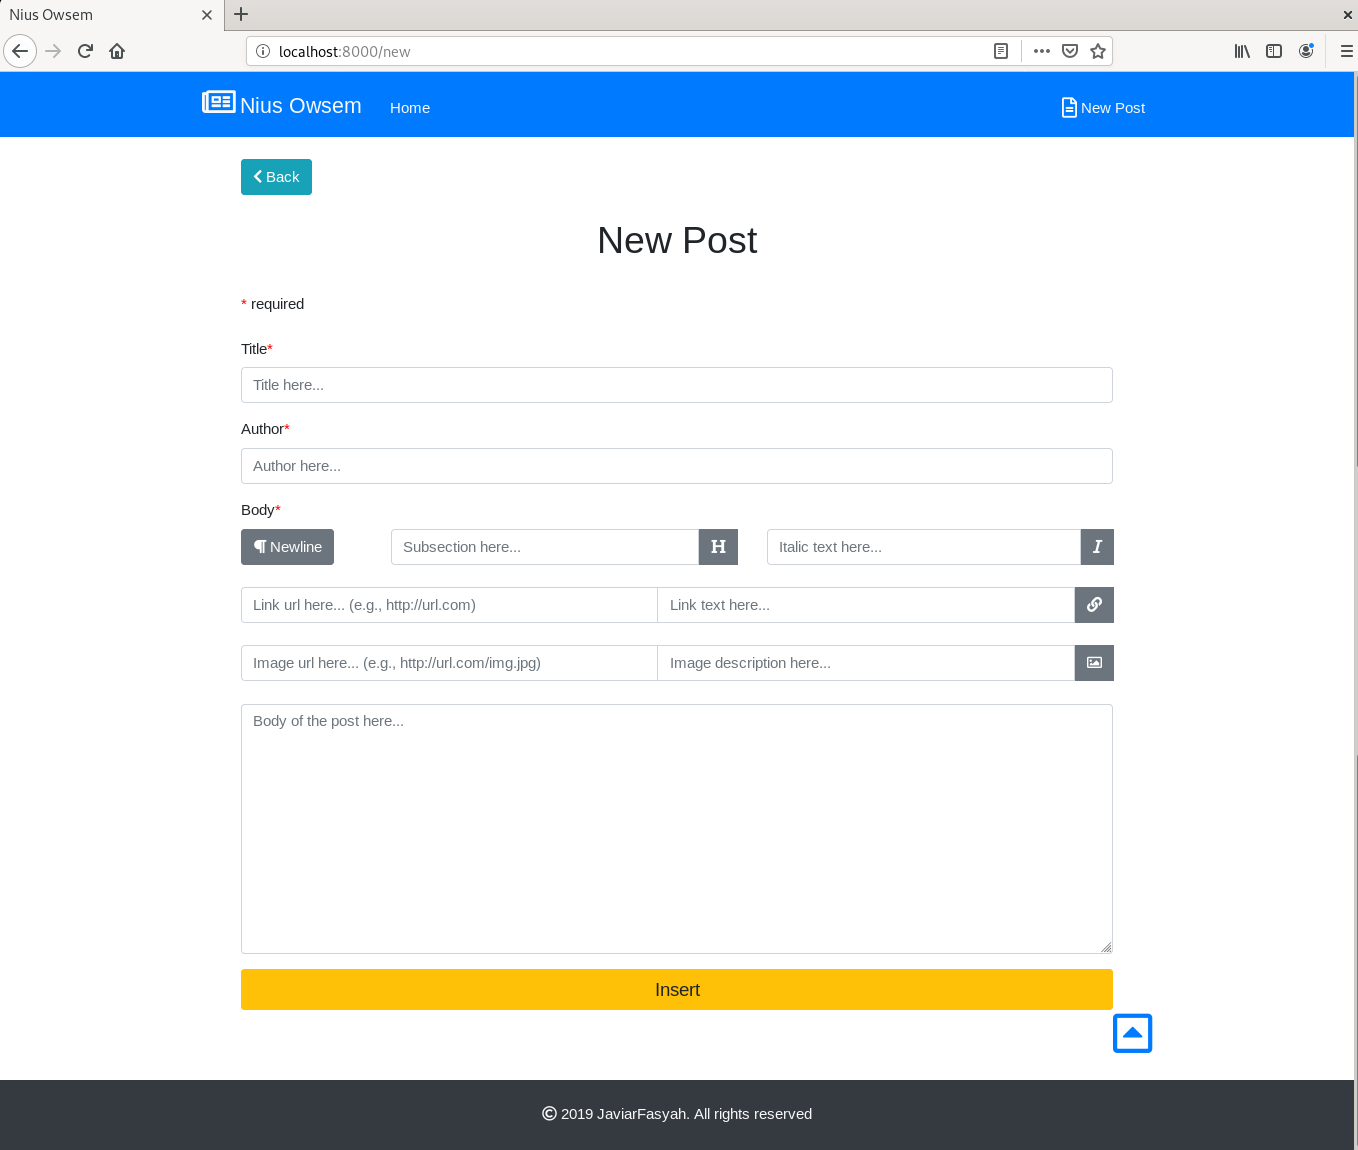 Nius Owsem
localhost:8000/new
Nius Owsem Home New Post
Back
New Post
* required
Title*
Title here...
Author*
Author here...
Body*
Newline Subsection here... H Italic text here... I
Link url here... (e.g., http://url.com) Link text here...
Image url here... (e.g., http://url.com/img.jpg) Image description here...
Body of the post here...
Insert
© 2019 JaviarFasyah. All rights reserved